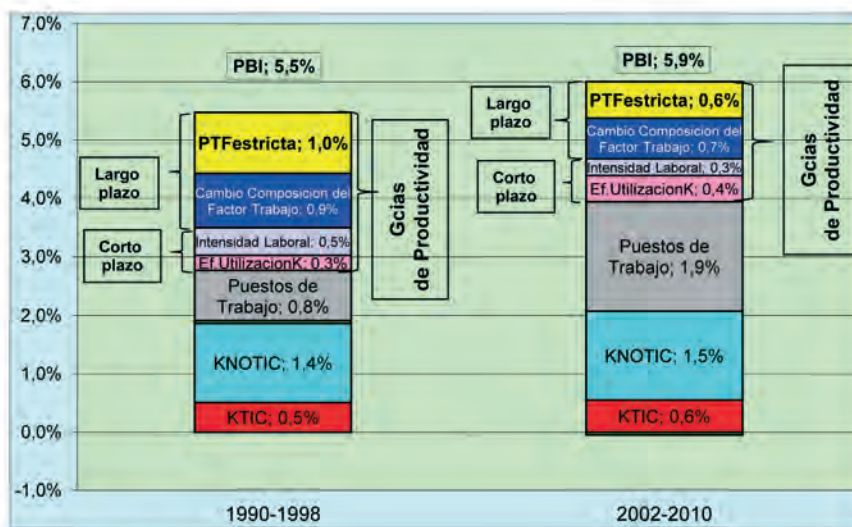 7,0%
6,0%
5,0%
4,0%
3,0%
2,0%
1,0%
0,0%
-1,0%
PBI; 5,5%
PTFestricta; 1,0%
Cambio Composicion del
Factor Trabajo; 0,9%
Intensidad Laboral; 0,5%
Ef.UtilizacionK; 0,3%
Puestos de
Trabajo; 0,8%
KNOTIC; 1,4%
KTIC; 0,5%
Largo
plazo
Corto
plazo
Gcias
de Productividad
PBI; 5,9%
PTFestricta; 0,6%
Cambio Composicion del
Factor Trabajo; 0,7%
Intensidad Laboral; 0,3%
Ef.UtilizacionK; 0,4%
Puestos de
Trabajo; 1,9%
KNOTIC; 1,5%
KTIC; 0,6%
Largo
plazo
Corto
plazo
Gcias
de Productividad
1990-1998
2002-2010